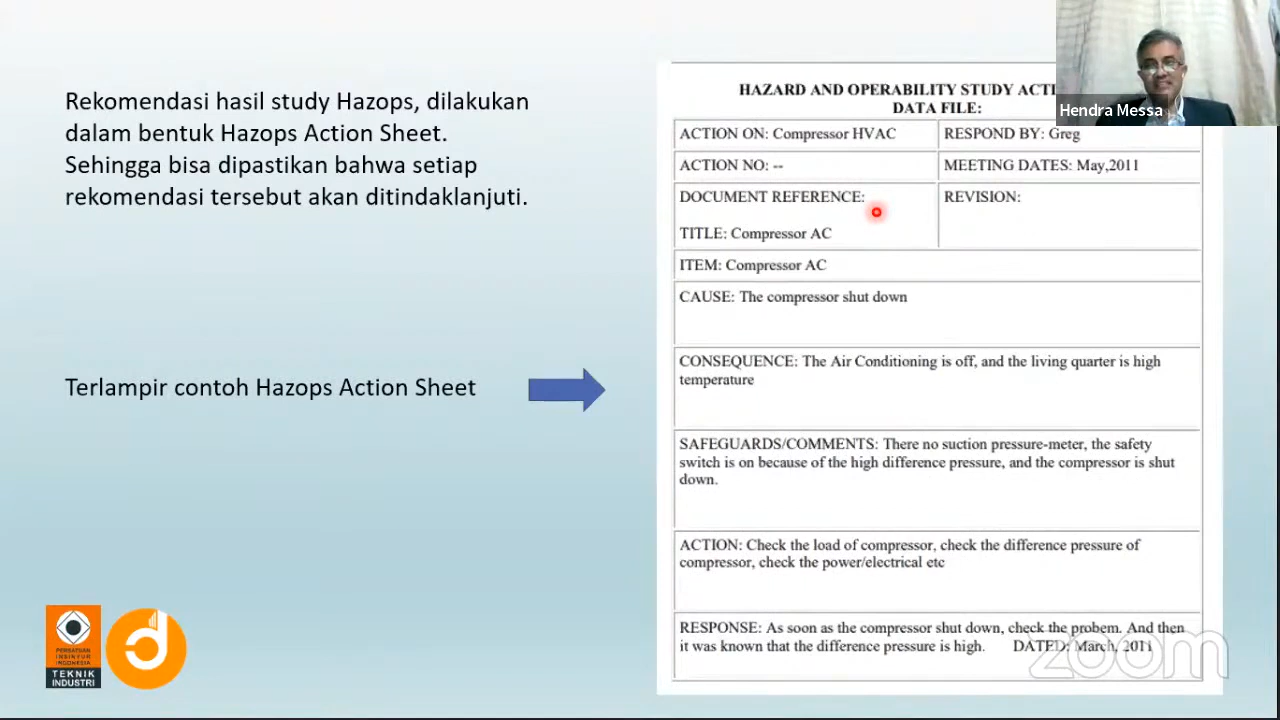 Rekomendasi hasil study Hazops, dilakukan
dalam bentuk Hazops Action Sheet.
Sehingga bisa dipastikan bahwa setiap
rekomendasi tersebut akan ditindaklanjuti.
Terlampir contoh Hazops Action Sheet
PERSATUAN
INSINYUR
INDONESIA
TEKNIK
INDUSTRI
HAZARD AND OPERABILITY STUDY ACTI
DATA FILE:
ACTION ON: Compressor HVAC
RESPOND BY: Greg
ACTION NO: --
MEETING DATES: May,2011
DOCUMENT REFERENCE:
REVISION:
TITLE: Compressor AC
ITEM: Compressor AC
CAUSE: The compressor shut down
CONSEQUENCE: The Air Conditioning is off, and the living quarter is high
temperature
SAFEGUARDS/COMMENTS: There no suction pressure-meter, the safety
switch is on because of the high difference pressure, and the compressor is shut
down.
ACTION: Check the load of compressor, check the difference pressure of
compressor, check the power/electrical etc
RESPONSE: As soon as the compressor shut down, check the probem. And then
it was known that the difference pressure is high. DATED: March, 2011
Hendra Messa
zoom